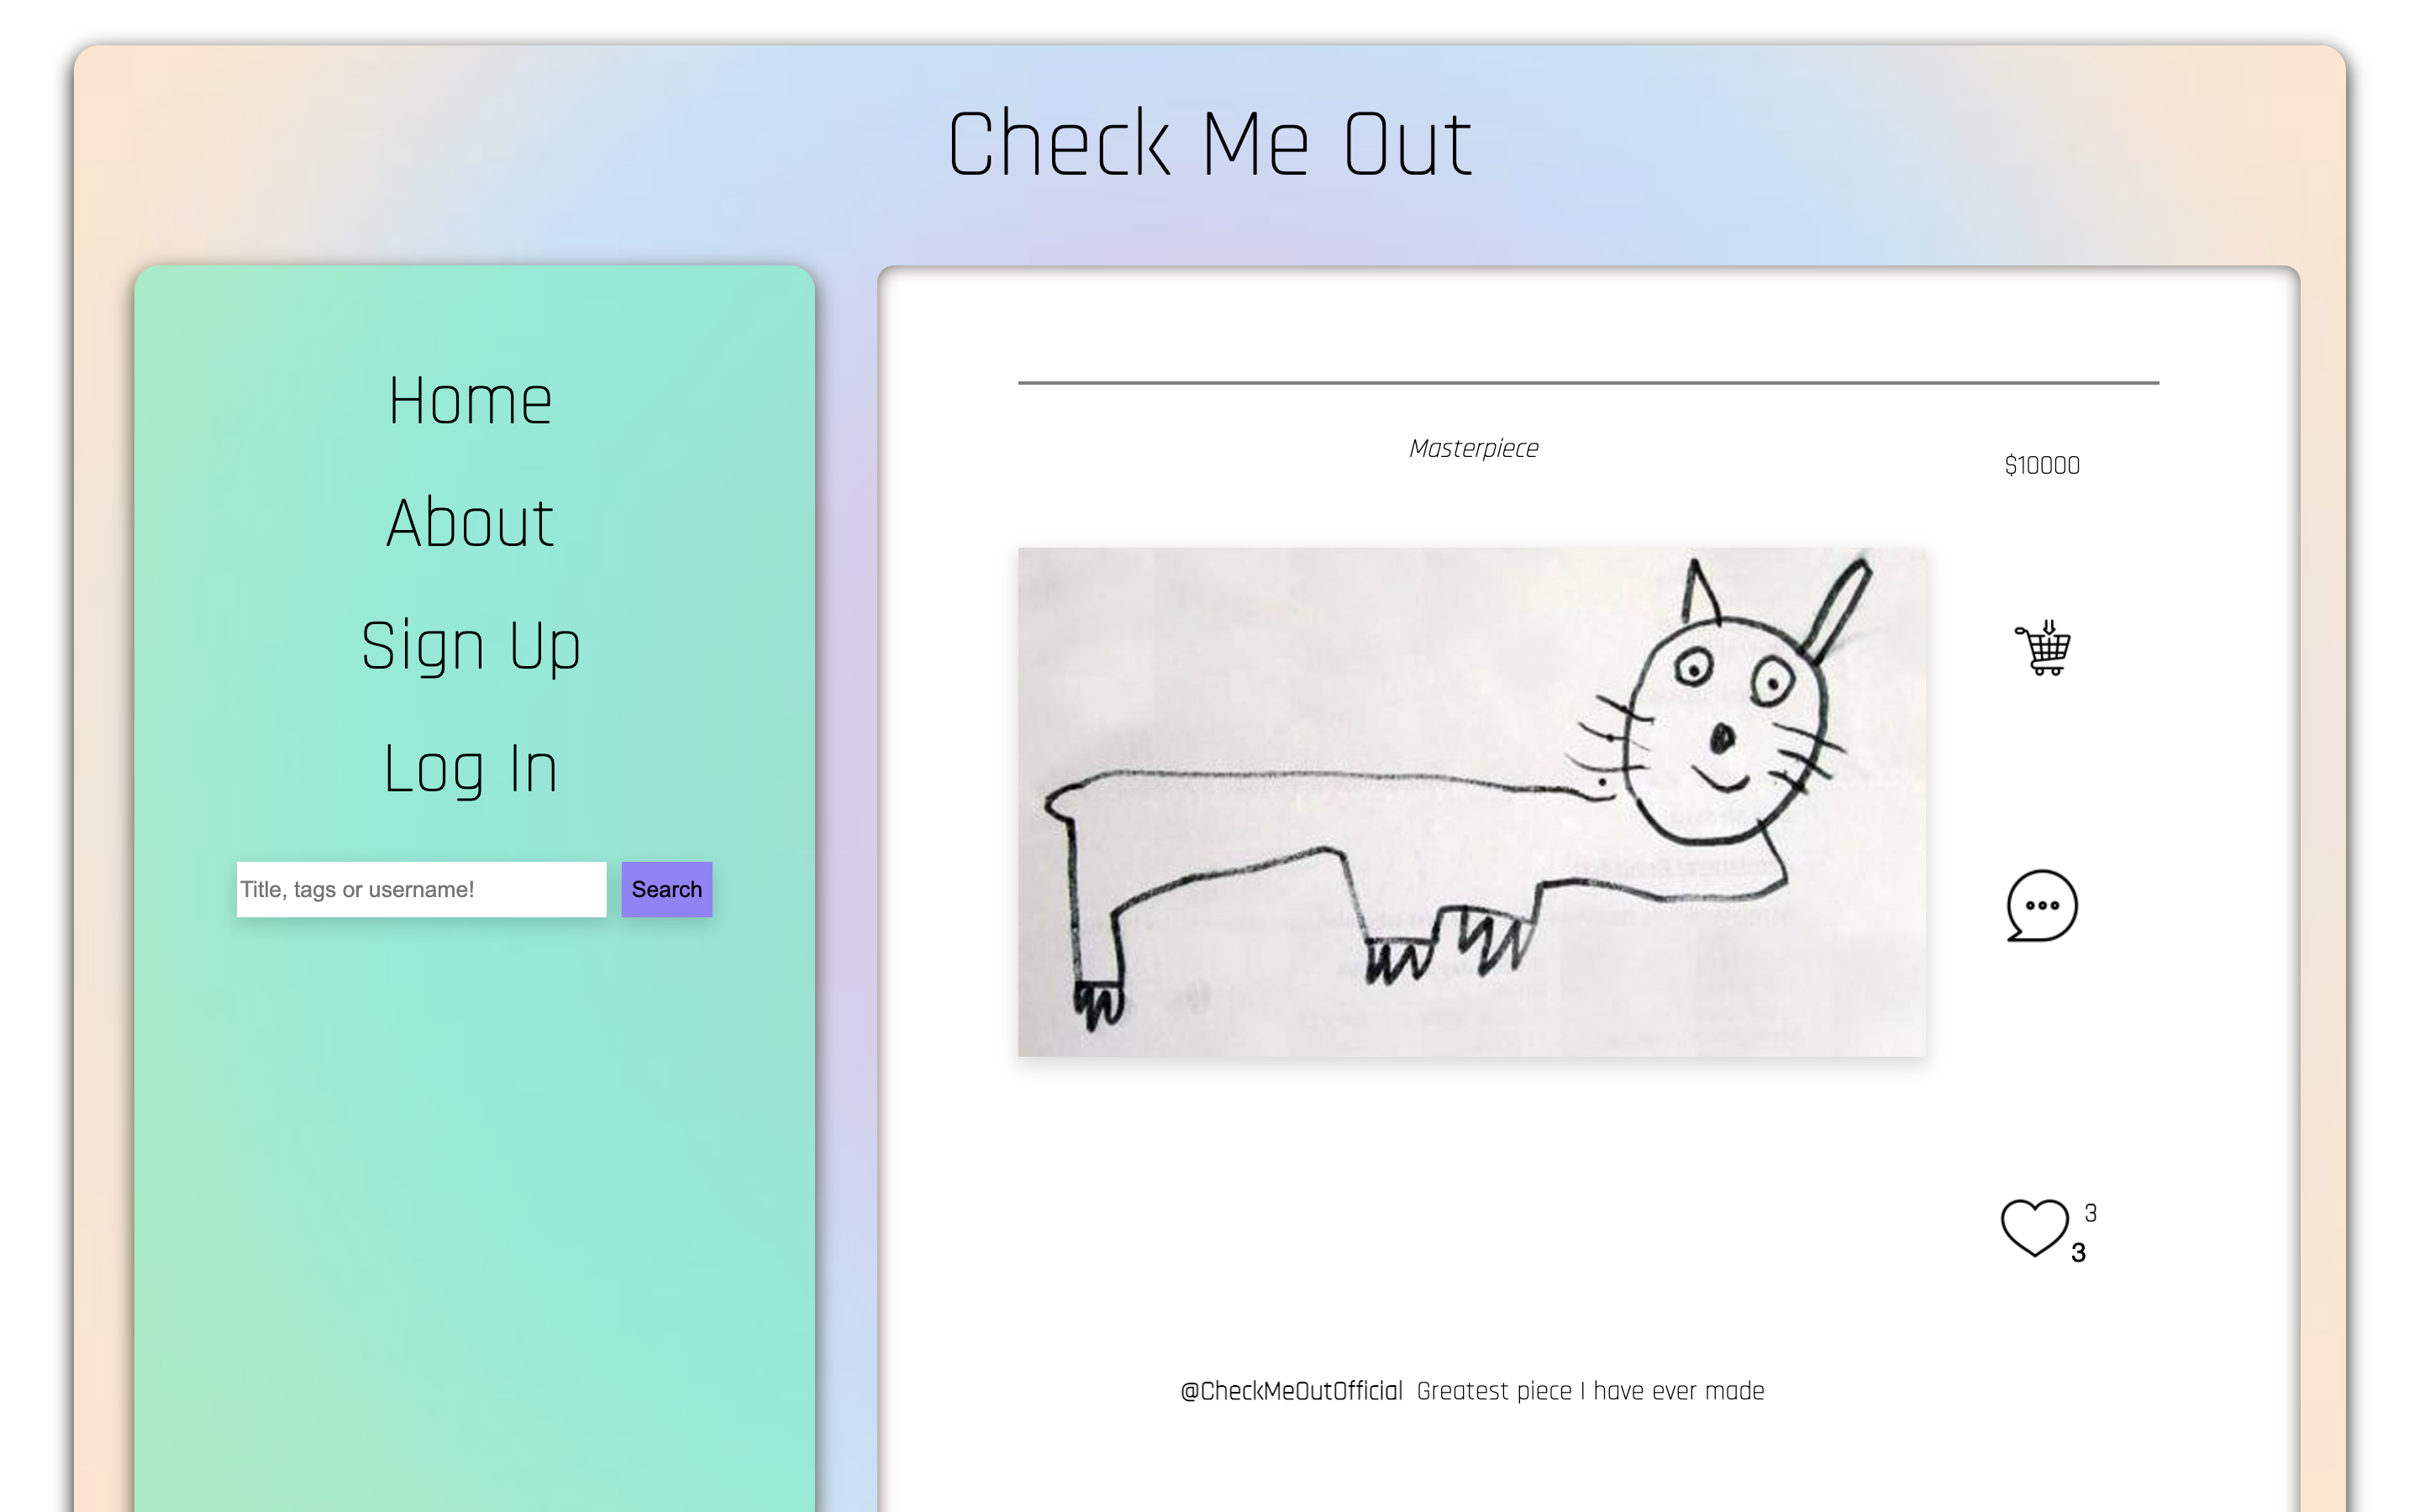 Check Me Out
Home
About
Sign Up
Log In
Title, tags or username!
Search
Masterpiece
$10000
3
3
@CheckMeOutOfficial Greatest piece I have ever made